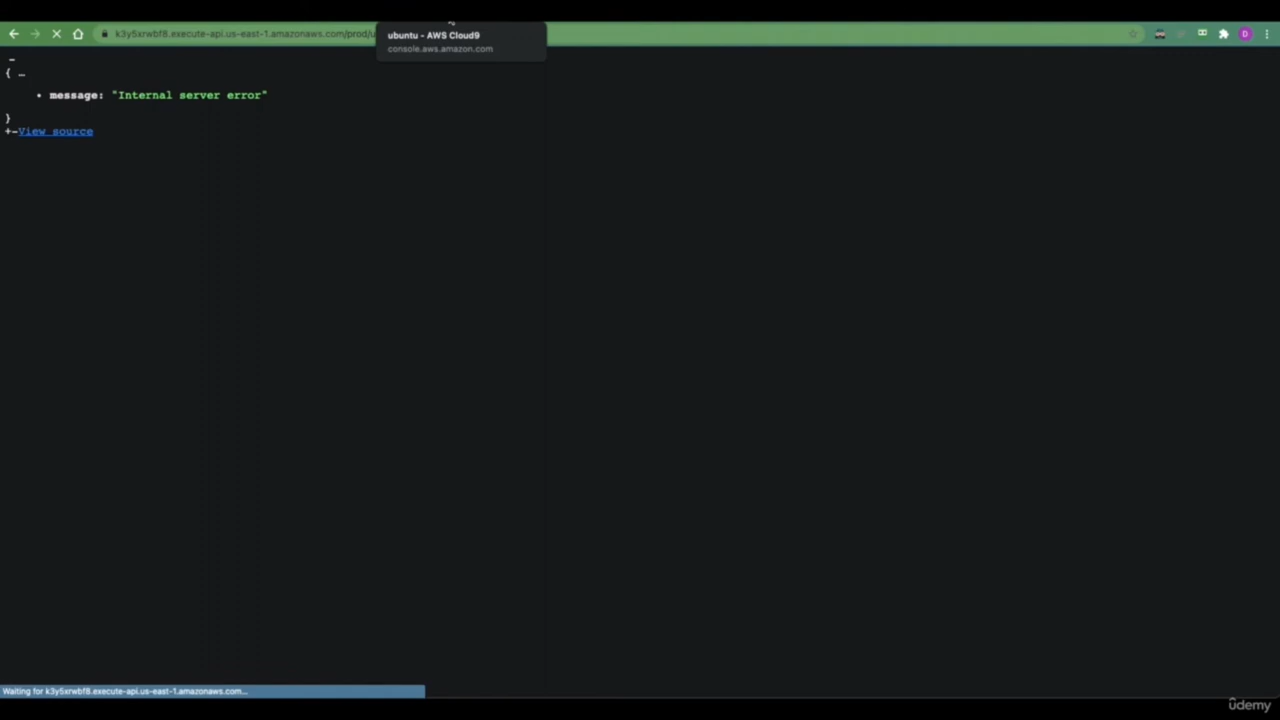 k3y5xrwbf8.execute-api.us-east-1.amazonaws.com/prod/u
ubuntu - AWS Cloud9
console.aws.amazon.com
D
–
{ …
• message: "Internal server error"
}
+-View source
Waiting for k3y5xrwbf8.execute-api.us-east-1.amazonaws.com...
ûdemy